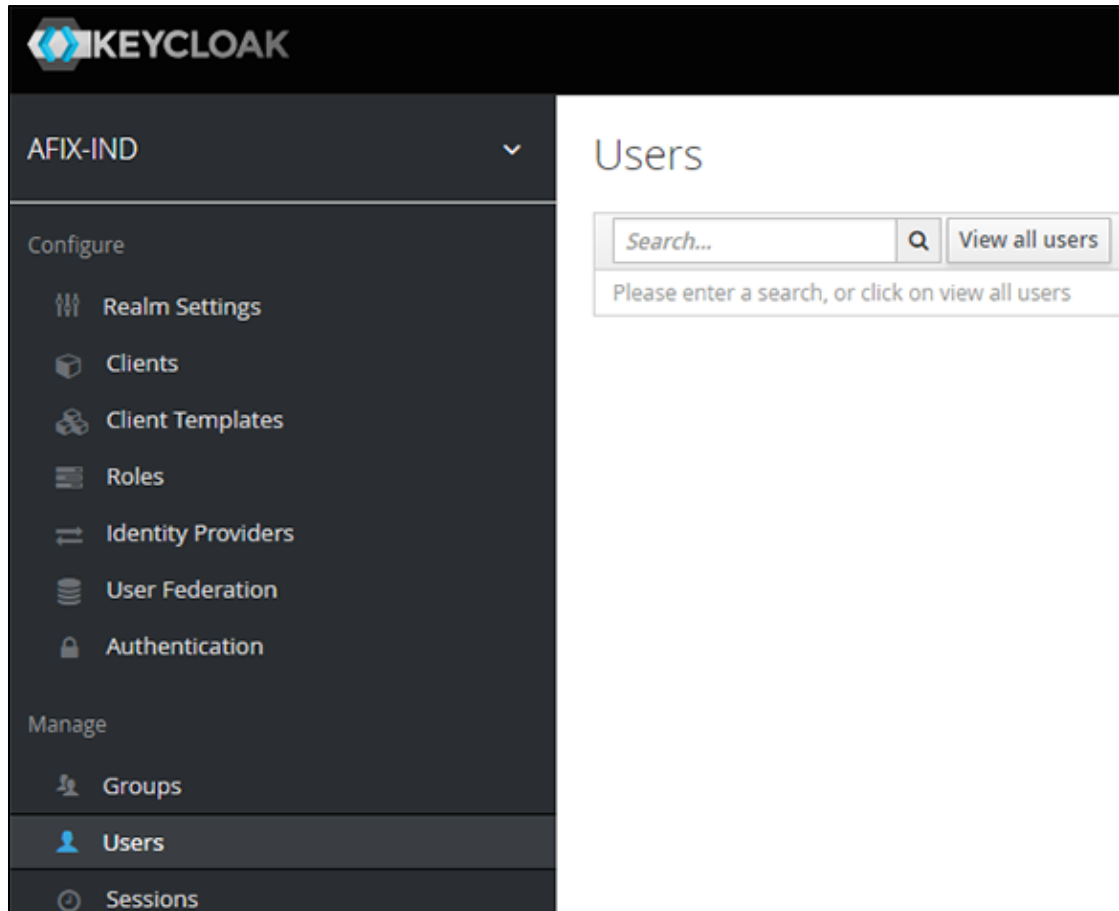 KEYCLOAK
AFIX-IND
Configure
Realm Settings
Clients
Client Templates
Roles
Identity Providers
User Federation
Authentication
Manage
Groups
Users
Sessions
Users
Search...
View all users
Please enter a search, or click on view all users